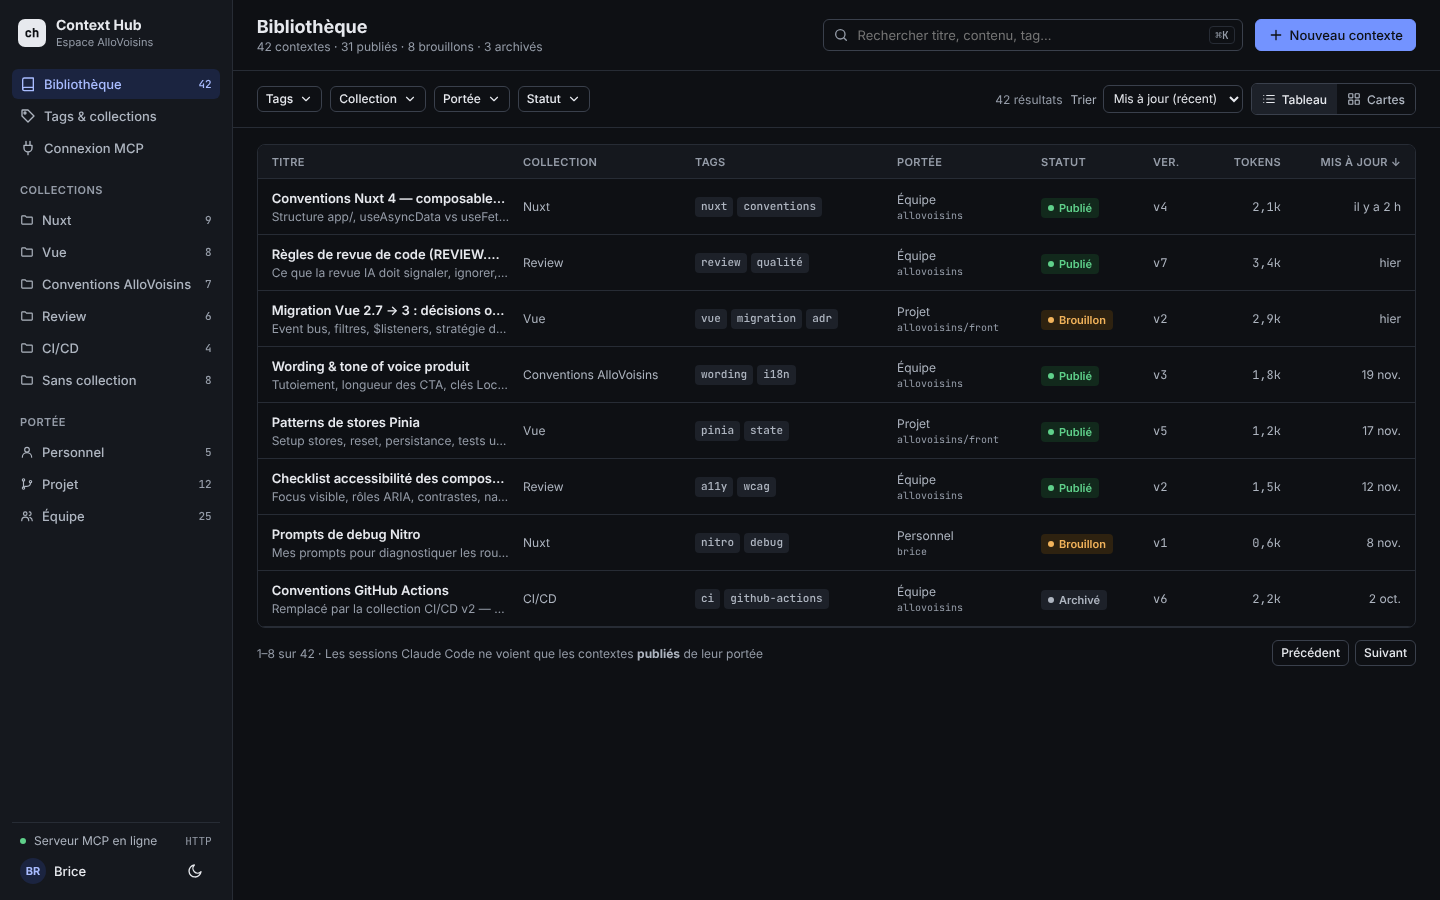 ch
Context Hub
Espace AlloVoisins
Bibliothèque 42
Tags & collections
Connexion MCP
COLLECTIONS
Nuxt 9
Vue 8
Conventions AlloVoisins 7
Review 6
CI/CD 4
Sans collection 8
PORTÉE
Personnel 5
Projet 12
Équipe 25
Serveur MCP en ligne HTTP
BR Brice
Bibliothèque
42 contextes · 31 publiés · 8 brouillons · 3 archivés
Rechercher titre, contenu, tag... ⌘K
Nouveau contexte
Tags Collection Portée Statut
42 résultats Trier Mis à jour (récent) Tableau Cartes
TITRE COLLECTION TAGS PORTÉE STATUT VER. TOKENS MIS À JOUR ↓
Conventions Nuxt 4 — composable... Nuxt nuxt conventions Équipe Publié v4 2,1k il y a 2 h
Structure app/, useAsyncData vs useFet... allovoisins
Règles de revue de code (REVIEW.... Review review qualité Équipe Publié v7 3,4k hier
Ce que la revue IA doit signaler, ignorer,... allovoisins
Migration Vue 2.7 → 3 : décisions o... Vue vue migration adr Projet Brouillon v2 2,9k hier
Event bus, filtres, $listeners, stratégie d... allovoisins/front
Wording & tone of voice produit Conventions AlloVoisins wording i18n Équipe Publié v3 1,8k 19 nov.
Tutoiement, longueur des CTA, clés Loc... allovoisins
Patterns de stores Pinia Vue pinia state Projet Publié v5 1,2k 17 nov.
Setup stores, reset, persistance, tests u... allovoisins/front
Checklist accessibilité des compos... Review a11y wcag Équipe Publié v2 1,5k 12 nov.
Focus visible, rôles ARIA, contrastes, na... allovoisins
Prompts de debug Nitro Nuxt nitro debug Personnel Brouillon v1 0,6k 8 nov.
Mes prompts pour diagnostiquer les rou... brice
Conventions GitHub Actions CI/CD ci github-actions Équipe Archivé v6 2,2k 2 oct.
Remplacé par la collection CI/CD v2 — ... allovoisins
1–8 sur 42 · Les sessions Claude Code ne voient que les contextes publiés de leur portée
Précédent Suivant